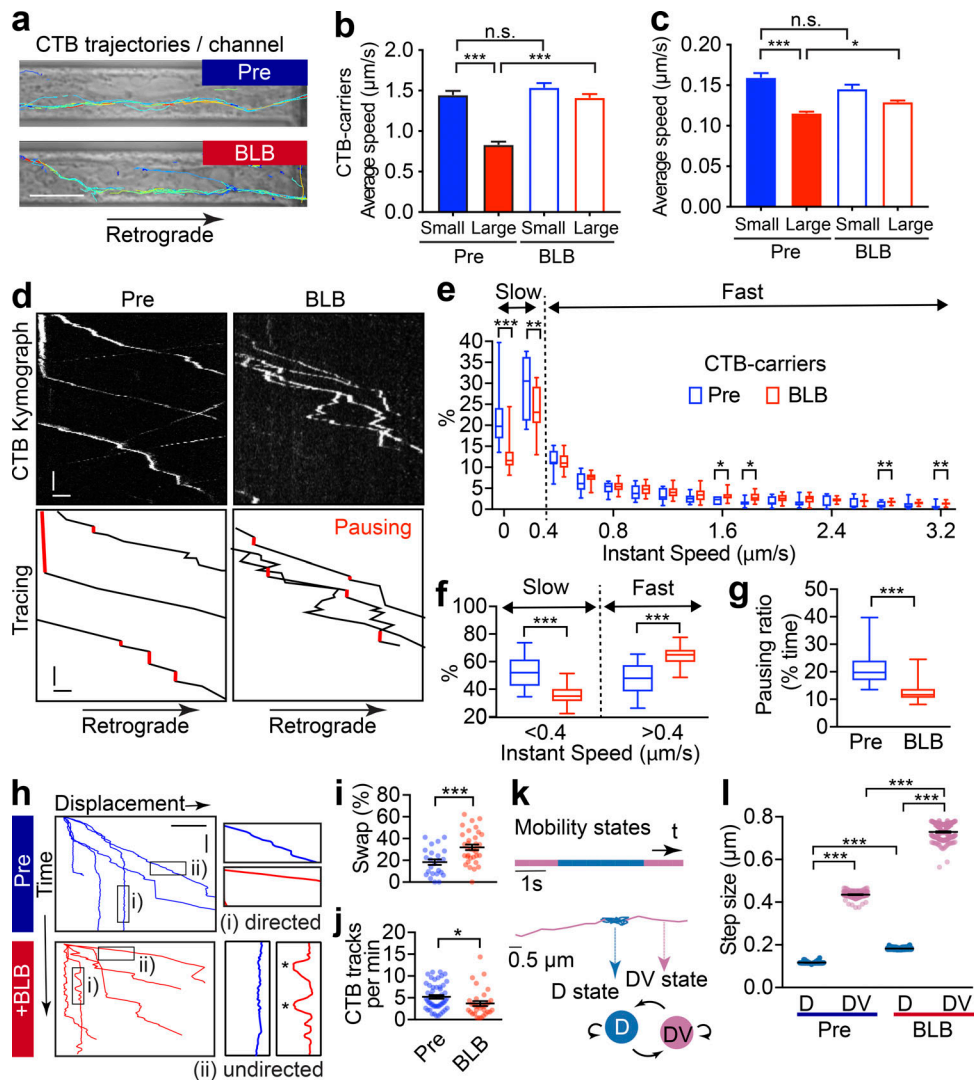 a
CTB trajectories / channel
Pre
BLB
Retrograde
b
CTB-carriers
Average speed (μm/s)
2.0
1.5
1.0
0.5
0.0
n.s.
*** ***
Small Large Small Large
Pre BLB
c
Average speed (μm/s)
0.20
0.15
0.10
0.05
0.00
n.s.
*** *
Small Large Small Large
Pre BLB
d
Pre BLB
CTB Kymograph
Tracing
Pausing
Retrograde Retrograde
e
Slow Fast
*** ** * * ** **
CTB-carriers
Pre BLB
%
40
35
30
25
20
15
10
5
0
0 0.4 0.8 1.6 2.4 3.2
Instant Speed (μm/s)
f
Slow Fast
*** ***
%
100
80
60
40
20
<0.4 >0.4
Instant Speed (μm/s)
g
Pausing ratio
(% time)
50
40
30
20
10
0
***
Pre BLB
h
Displacement
Time
Pre
+BLB
i)
ii)
(i) directed
ii)
i)
* *
(ii) undirected
i
Swap (%)
80
60
40
20
0
***
j
CTB tracks
per min
20
15
10
5
0
*
Pre BLB
k
Mobility states
t
1s
0.5 μm
D state
DV state
D DV
l
Step size (μm)
0.8
0.6
0.4
0.2
0
***
***
***
***
D DV D DV
Pre BLB